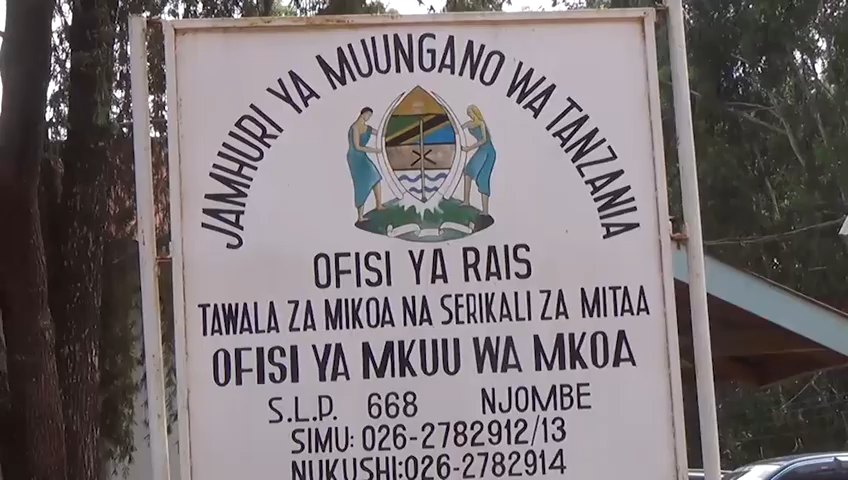 JAMHURI YA MUUNGANO WA TANZANIA
OFISI YA RAIS
TAWALA ZA MIKOA NA SERIKALI ZA MITAA
OFISI YA MKUU WA MKOA
S.L.P. 668 NJOMBE
SIMU: 026-2782912/13
NUKUSHI:026-2782914